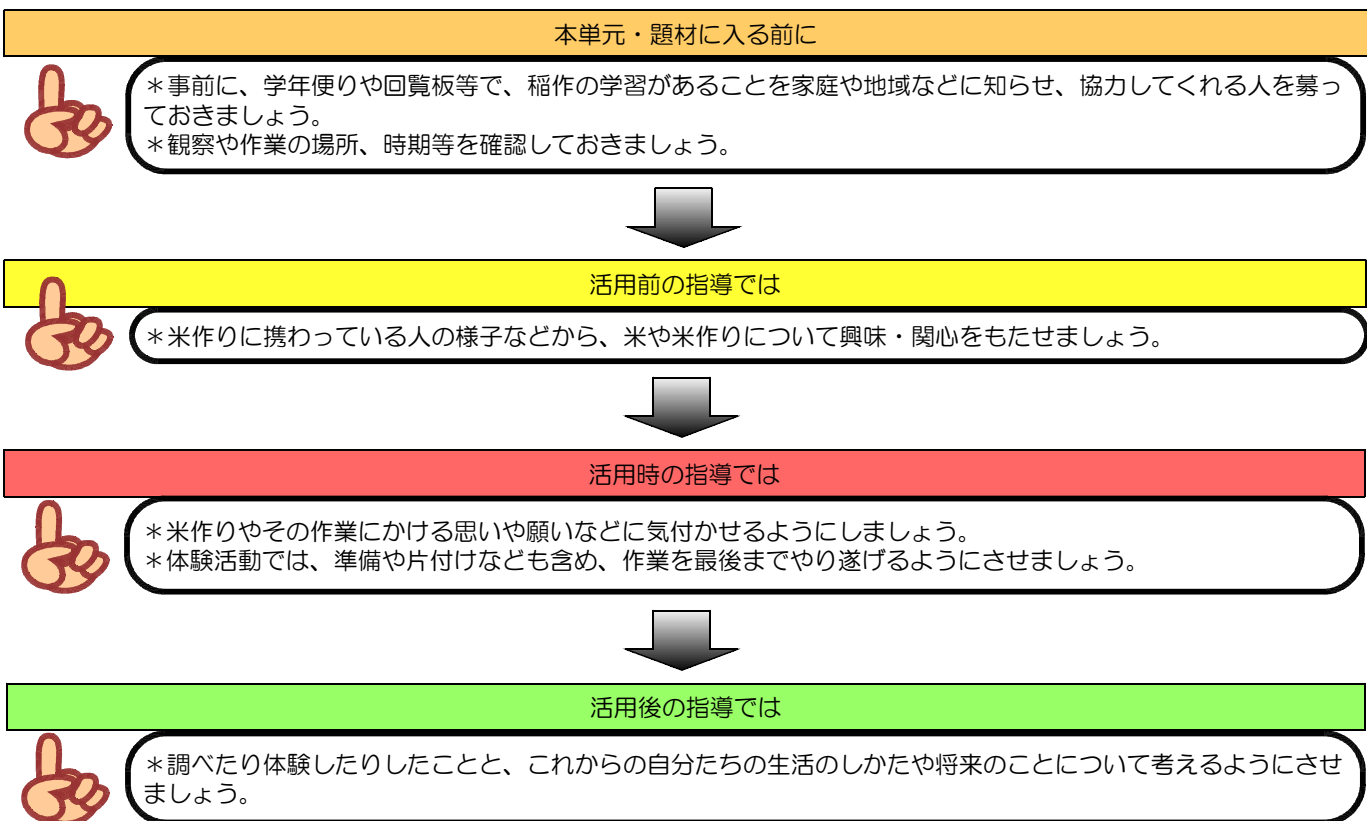 本単元・題材に入る前に
＊事前に、学年便りや回覧板等で、稲作の学習があることを家庭や地域などに知らせ、協力してくれる人を募っ
ておきましょう。
＊観察や作業の場所、時期等を確認しておきましょう。
活用前の指導では
＊米作りに携わっている人の様子などから、米や米作りについて興味・関心をもたせましょう。
活用時の指導では
＊米作りやその作業にかける思いや願いなどに気付かせるようにしましょう。
＊体験活動では、準備や片付けなども含め、作業を最後までやり遂げるようにさせましょう。
活用後の指導では
＊調べたり体験したりしたことと、これからの自分たちの生活のしかたや将来のことについて考えるようにさせ
ましょう。